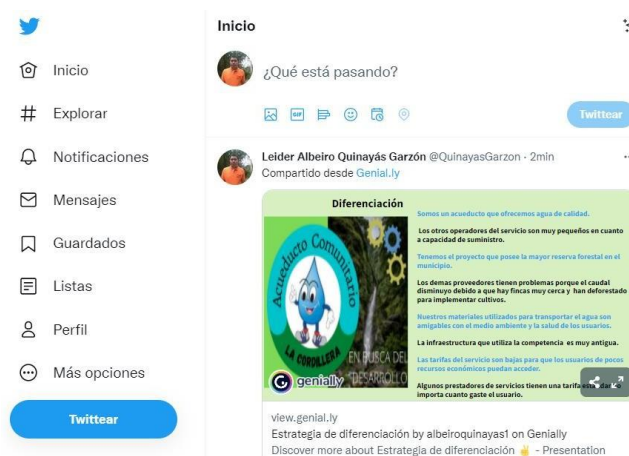 Inicio
Explorar
Notificaciones
Mensajes
Guardados
Listas
Perfil
Más opciones
Twittear
Inicio
¿Qué está pasando?
GIF
Twittear
Leider Albeiro Quinayás Garzón @QuinayasGarzon · 2min
Compartido desde Genial.ly
Diferenciación
Acueducto Comunitario
LA CORDILLERA
EN BUSCA DEL
DESARROLLO
genially
Somos un acueducto que ofrecemos agua de calidad.
Los otros operadores del servicio son muy pequeños en cuanto
a capacidad de suministro.
Tenemos el proyecto que posee la mayor reserva forestal en el
municipio.
Los demas proveedores tienen problemas porque el caudal
disminuyo debido a que hay fincas muy cerca y han deforestado
para implementar cultivos.
Nuestros materiales utilizados para transportar el agua son
amigables con el medio ambiente y la salud de los usuarios.
La infraestructura que utiliza la competencia es muy antigua.
Las tarifas del servicio son bajas para que los usuarios de pocos
recursos económicos puedan acceder.
Algunos prestadores de servicios tienen una tarifa
importa cuanto gaste el usuario.
view.genial.ly
Estrategia de diferenciación by albeiroquinayas1 on Genially
Discover more about Estrategia de diferenciación ✌ - Presentation